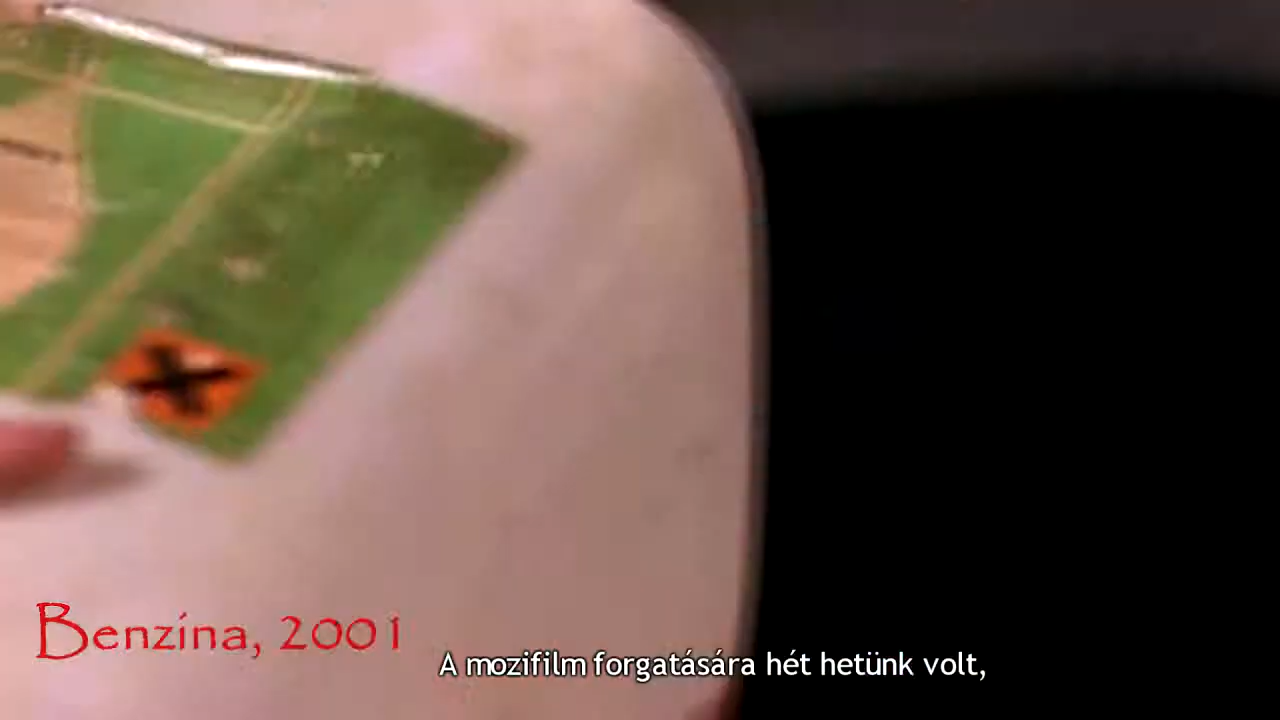 Benzina, 2001
A mozifilm forgatására hét hetünk volt,